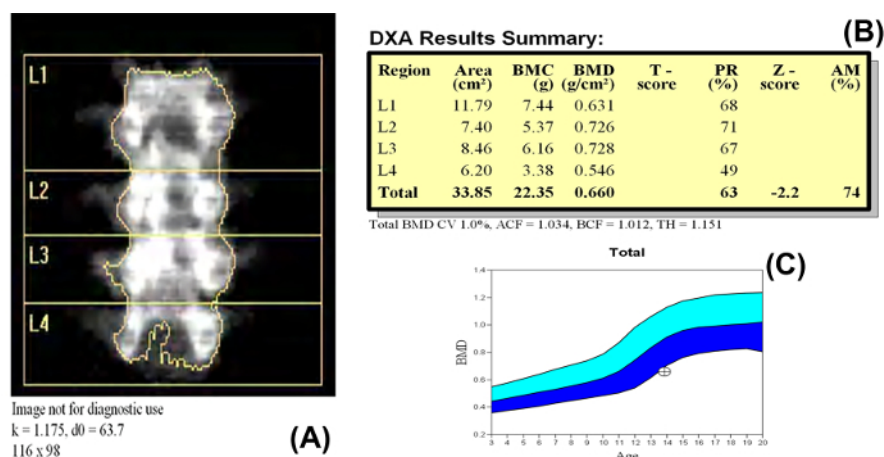 L1
L2
L3
L4
Image not for diagnostic use
k = 1.175, d0 = 63.7
116 x 98
(A)
DXA Results Summary:
(B)
Region Area (cm²) BMC (g) BMD (g/cm²) T - score PR (%) Z - score AM (%)
L1 11.79 7.44 0.631 68
L2 7.40 5.37 0.726 71
L3 8.46 6.16 0.728 67
L4 6.20 3.38 0.546 49
Total 33.85 22.35 0.660 63 -2.2 74
Total BMD CV 1.0%, ACF = 1.034, BCF = 1.012, TH = 1.151
Total
(C)
1.4
1.2
1.0
0.8
0.6
0.4
0.2
BMD
3 4 5 6 7 8 9 10 11 12 13 14 15 16 17 18 19 20
Age